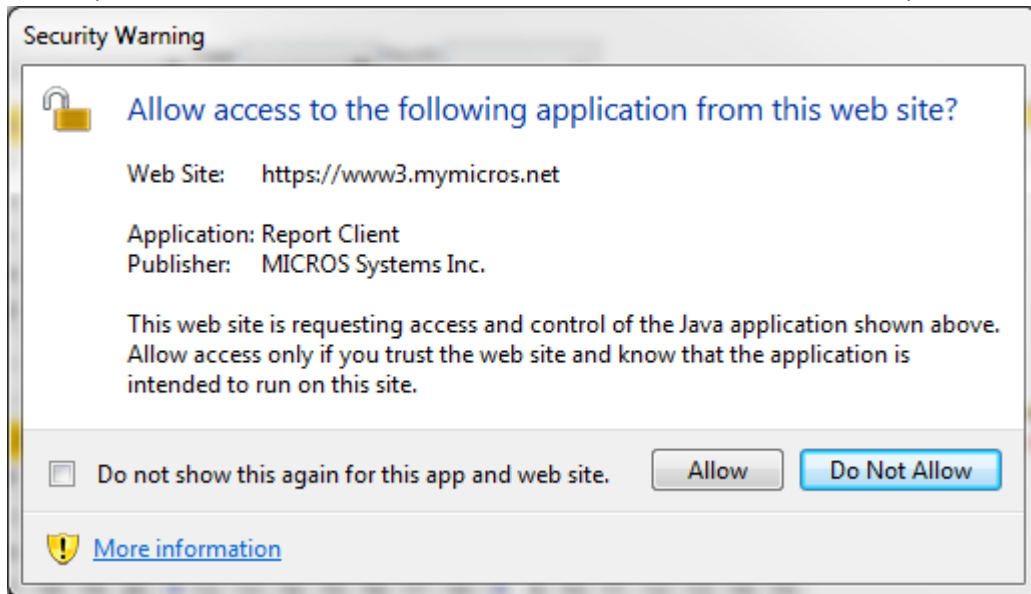 Security Warning
Allow access to the following application from this web site?
Web Site: https://www3.mymicros.net
Application: Report Client
Publisher: MICROS Systems Inc.
This web site is requesting access and control of the Java application shown above.
Allow access only if you trust the web site and know that the application is
intended to run on this site.
Do not show this again for this app and web site.
Allow
Do Not Allow
More information